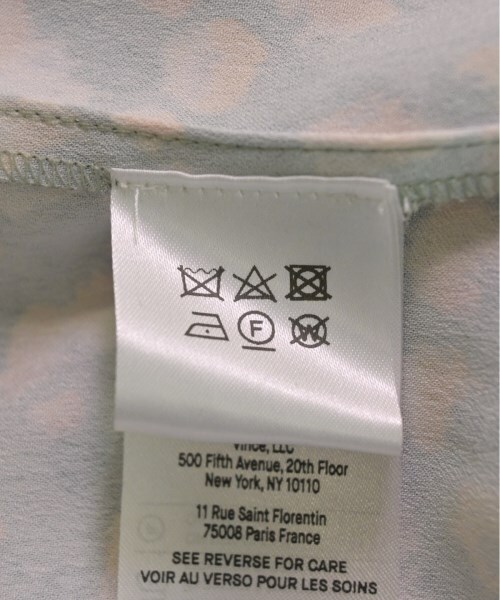 F
W
Vince, LLC
500 Fifth Avenue, 20th Floor
New York, NY 10110
11 Rue Saint Florentin
75008 Paris France
SEE REVERSE FOR CARE
VOIR AU VERSO POUR LES SOINS